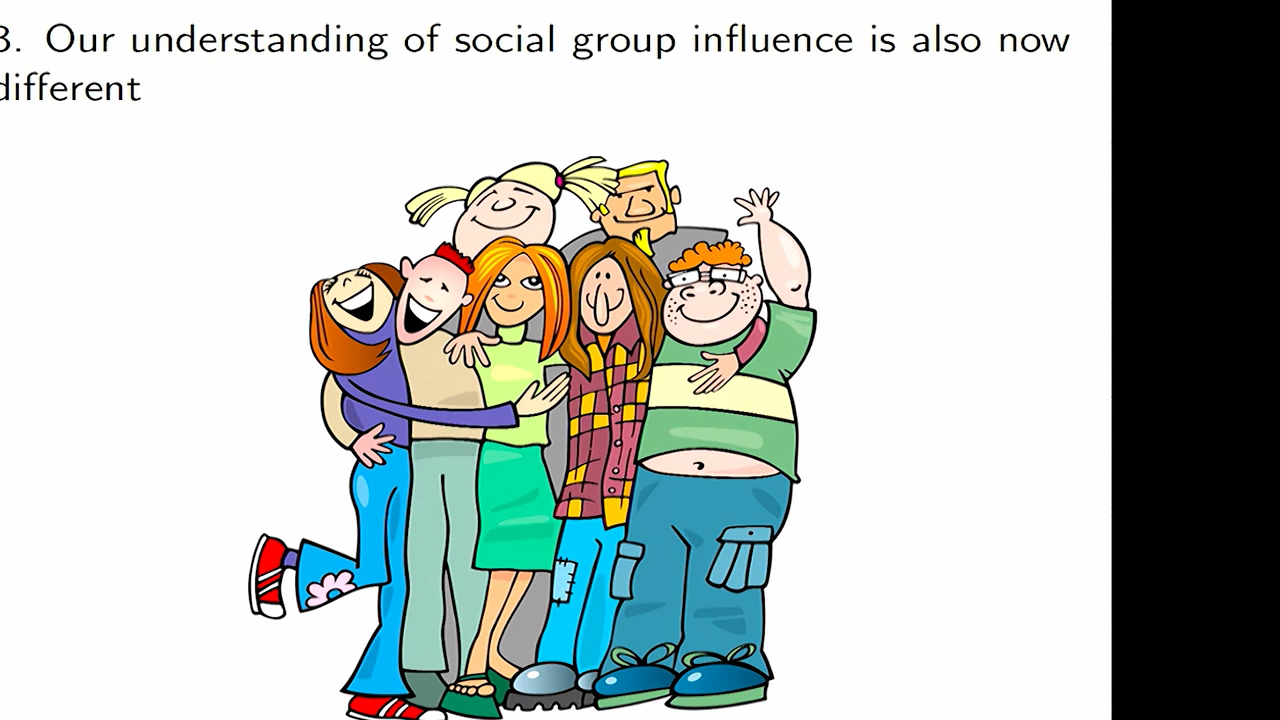 3. Our understanding of social group influence is also now
different